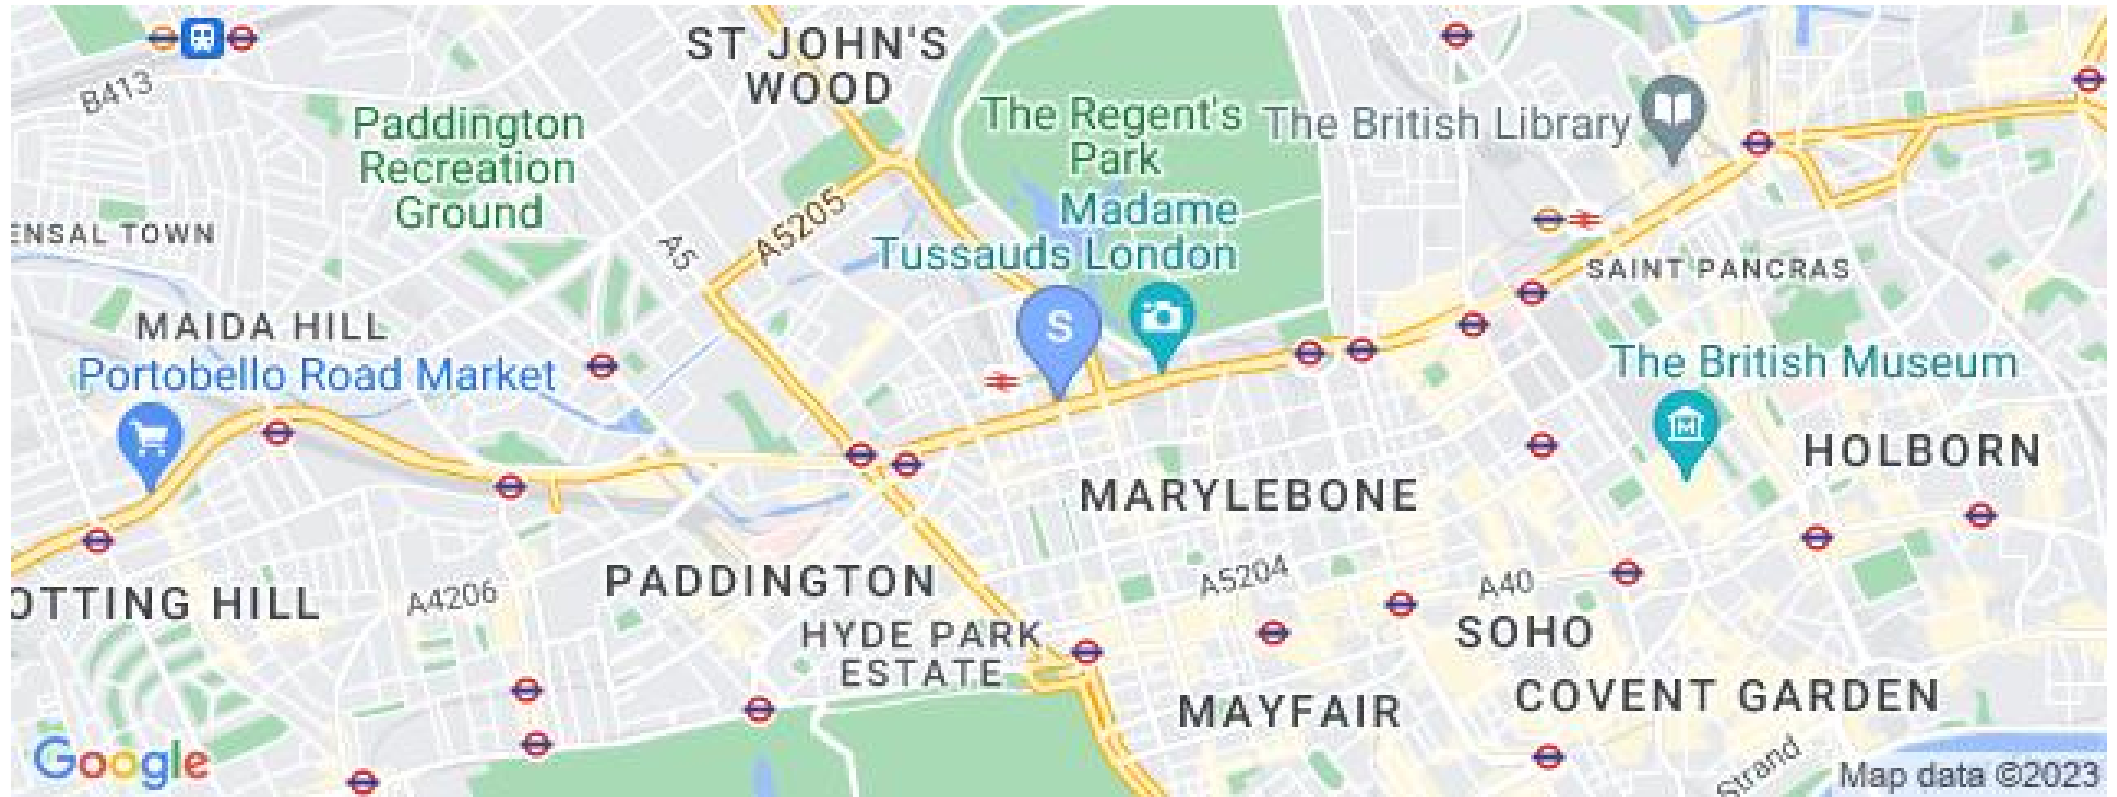 ST JOHN'S
WOOD
B413
Paddington
Recreation
Ground
The Regent's
Park
The British Library
Madame
Tussauds London
A5205
A5
ENSAL TOWN
SAINT PANCRAS
MAIDA HILL
S
Portobello Road Market
The British Museum
M
HOLBORN
MARYLEBONE
PADDINGTON
A5204
A40
OTTING HILL
A4206
HYDE PARK
ESTATE
SOHO
MAYFAIR
COVENT GARDEN
Strand
Google
Map data ©2023